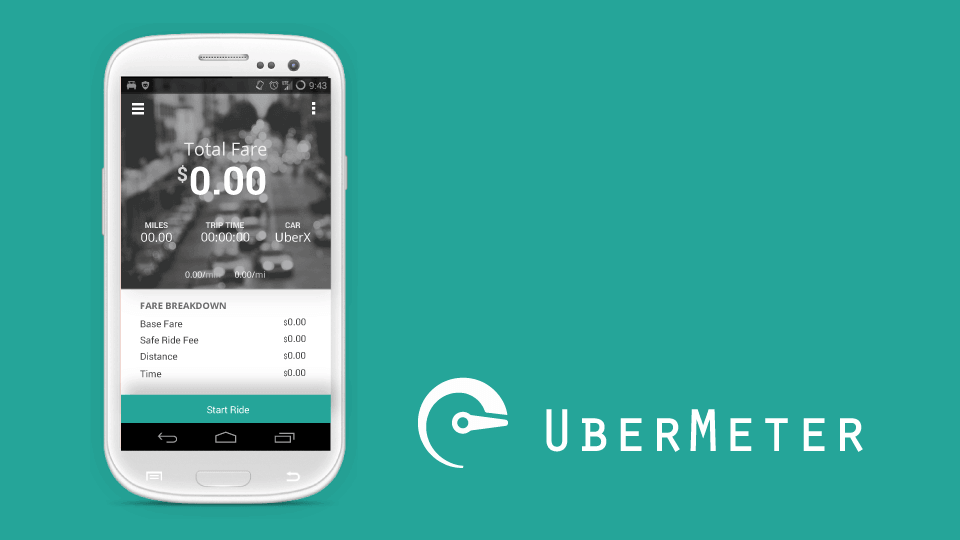 9:43
Total Fare
$0.00
MILES TRIP TIME CAR
00.00 00:00:00 UberX
0.00/min 0.00/mi
FARE BREAKDOWN
Base Fare $0.00
Safe Ride Fee $0.00
Distance $0.00
Time $0.00
Start Ride
UBERMETER